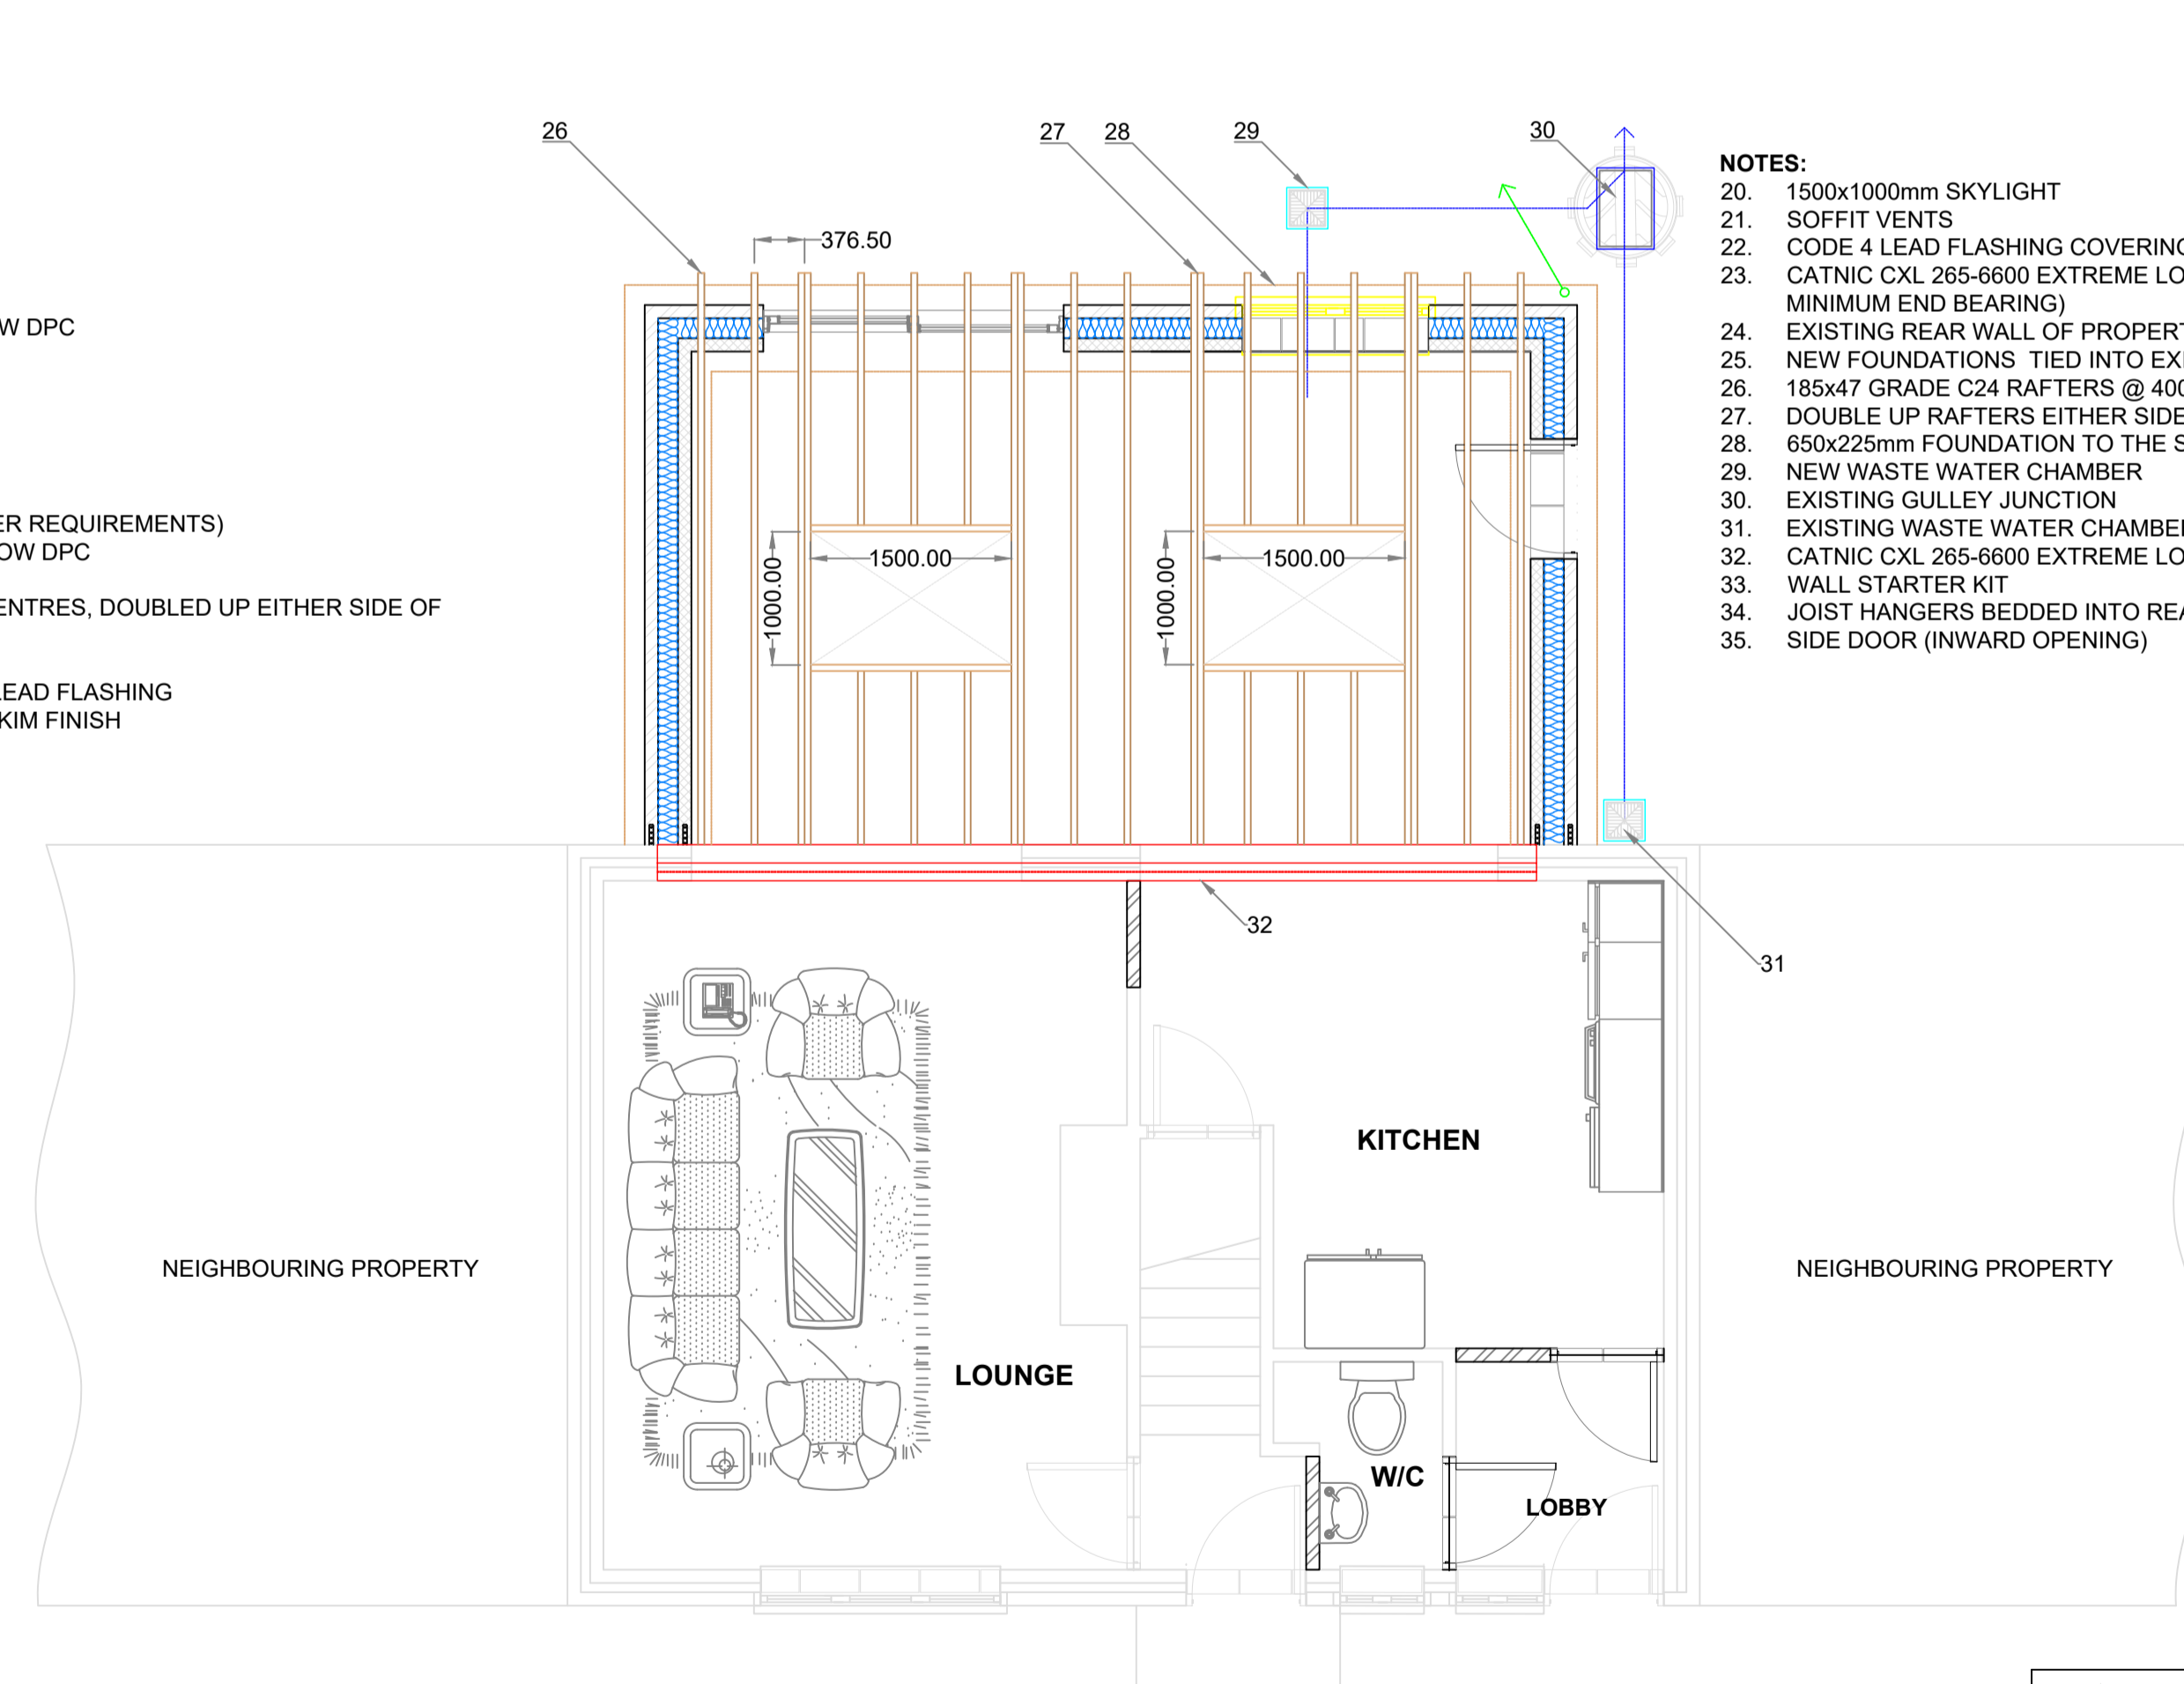 26
27
28
29
30
376.50
W DPC
ER REQUIREMENTS)
OW DPC
ENTRES, DOUBLED UP EITHER SIDE OF
LEAD FLASHING
KIM FINISH
1000.00
1500.00
1000.00
1500.00
NOTES:
20. 1500x1000mm SKYLIGHT
21. SOFFIT VENTS
22. CODE 4 LEAD FLASHING COVERING
23. CATNIC CXL 265-6600 EXTREME LO
MINIMUM END BEARING)
24. EXISTING REAR WALL OF PROPERT
25. NEW FOUNDATIONS TIED INTO EXI
26. 185x47 GRADE C24 RAFTERS @ 400
27. DOUBLE UP RAFTERS EITHER SIDE
28. 650x225mm FOUNDATION TO THE S
29. NEW WASTE WATER CHAMBER
30. EXISTING GULLEY JUNCTION
31. EXISTING WASTE WATER CHAMBER
32. CATNIC CXL 265-6600 EXTREME LO
33. WALL STARTER KIT
34. JOIST HANGERS BEDDED INTO REA
35. SIDE DOOR (INWARD OPENING)
32
31
KITCHEN
NEIGHBOURING PROPERTY
NEIGHBOURING PROPERTY
LOUNGE
W/C
LOBBY